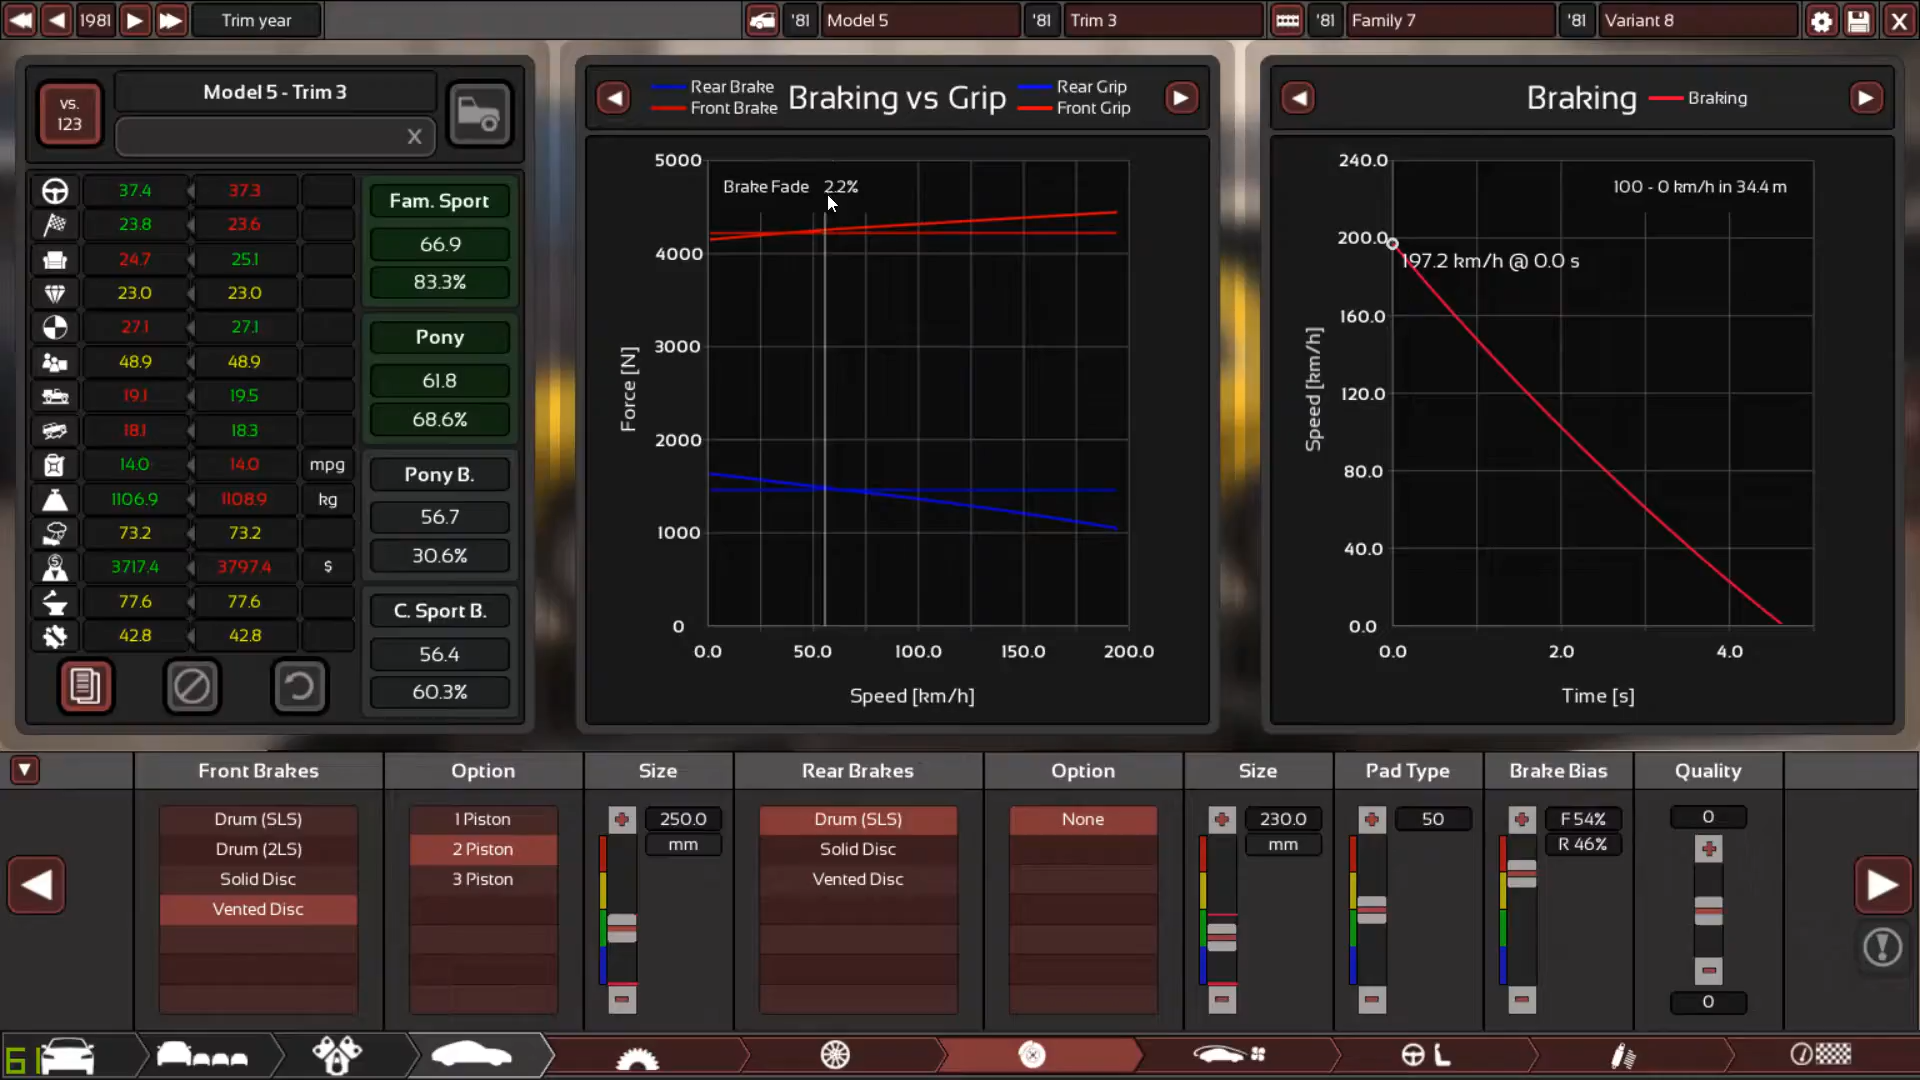 1981
Trim year
'81
Model 5
'81
Trim 3
'81
Family 7
'81
Variant 8
X
vs.
123
Model 5 - Trim 3
X
37.4 37.3
23.8 23.6
24.7 25.1
23.0 23.0
27.1 27.1
48.9 48.9
19.1 19.5
18.1 18.3
14.0 14.0 mpg
1106.9 1108.9 kg
73.2 73.2
3717.4 3797.4 $
77.6 77.6
42.8 42.8
Fam. Sport
66.9
83.3%
Pony
61.8
68.6%
Pony B.
56.7
30.6%
C. Sport B.
56.4
60.3%
Rear Brake
Front Brake
Braking vs Grip
Rear Grip
Front Grip
Brake Fade 2.2%
Force [N]
5000
4000
3000
2000
1000
0
0.0 50.0 100.0 150.0 200.0
Speed [km/h]
Braking
Braking
100 - 0 km/h in 34.4 m
197.2 km/h @ 0.0 s
Speed [km/h]
240.0
200.0
160.0
120.0
80.0
40.0
0.0
0.0 2.0 4.0
Time [s]
Front Brakes
Drum (SLS)
Drum (2LS)
Solid Disc
Vented Disc
Option
1 Piston
2 Piston
3 Piston
Size
250.0
mm
Rear Brakes
Drum (SLS)
Solid Disc
Vented Disc
Option
None
Size
230.0
mm
Pad Type
50
Brake Bias
F 54%
R 46%
Quality
0
0
61